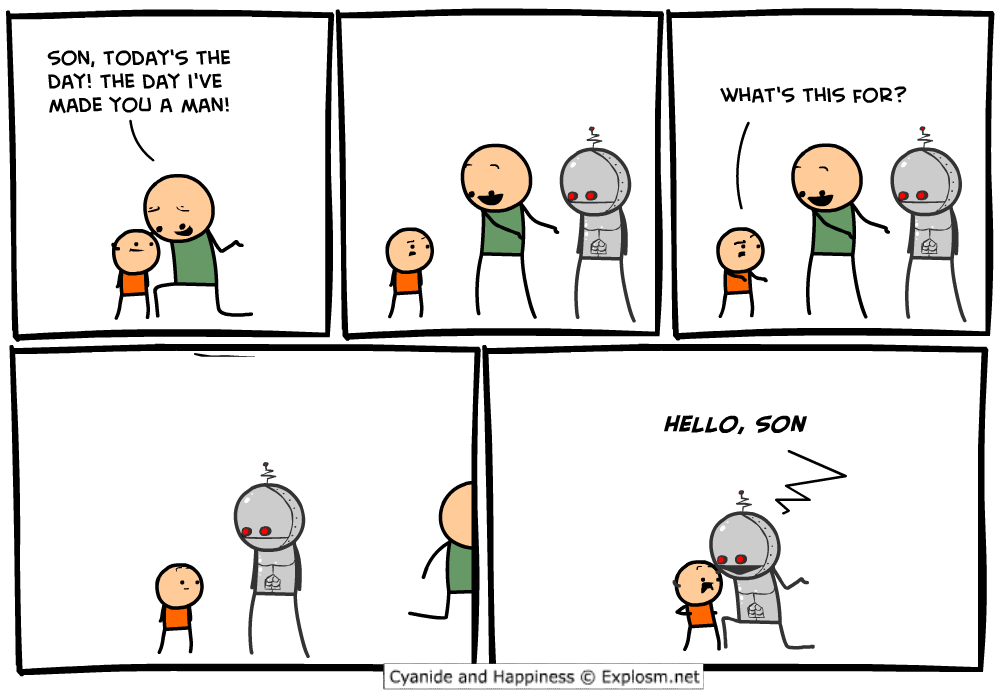 SON, TODAY'S THE
DAY! THE DAY I'VE
MADE YOU A MAN!
WHAT'S THIS FOR?
HELLO, SON
Cyanide and Happiness © Explosm.net